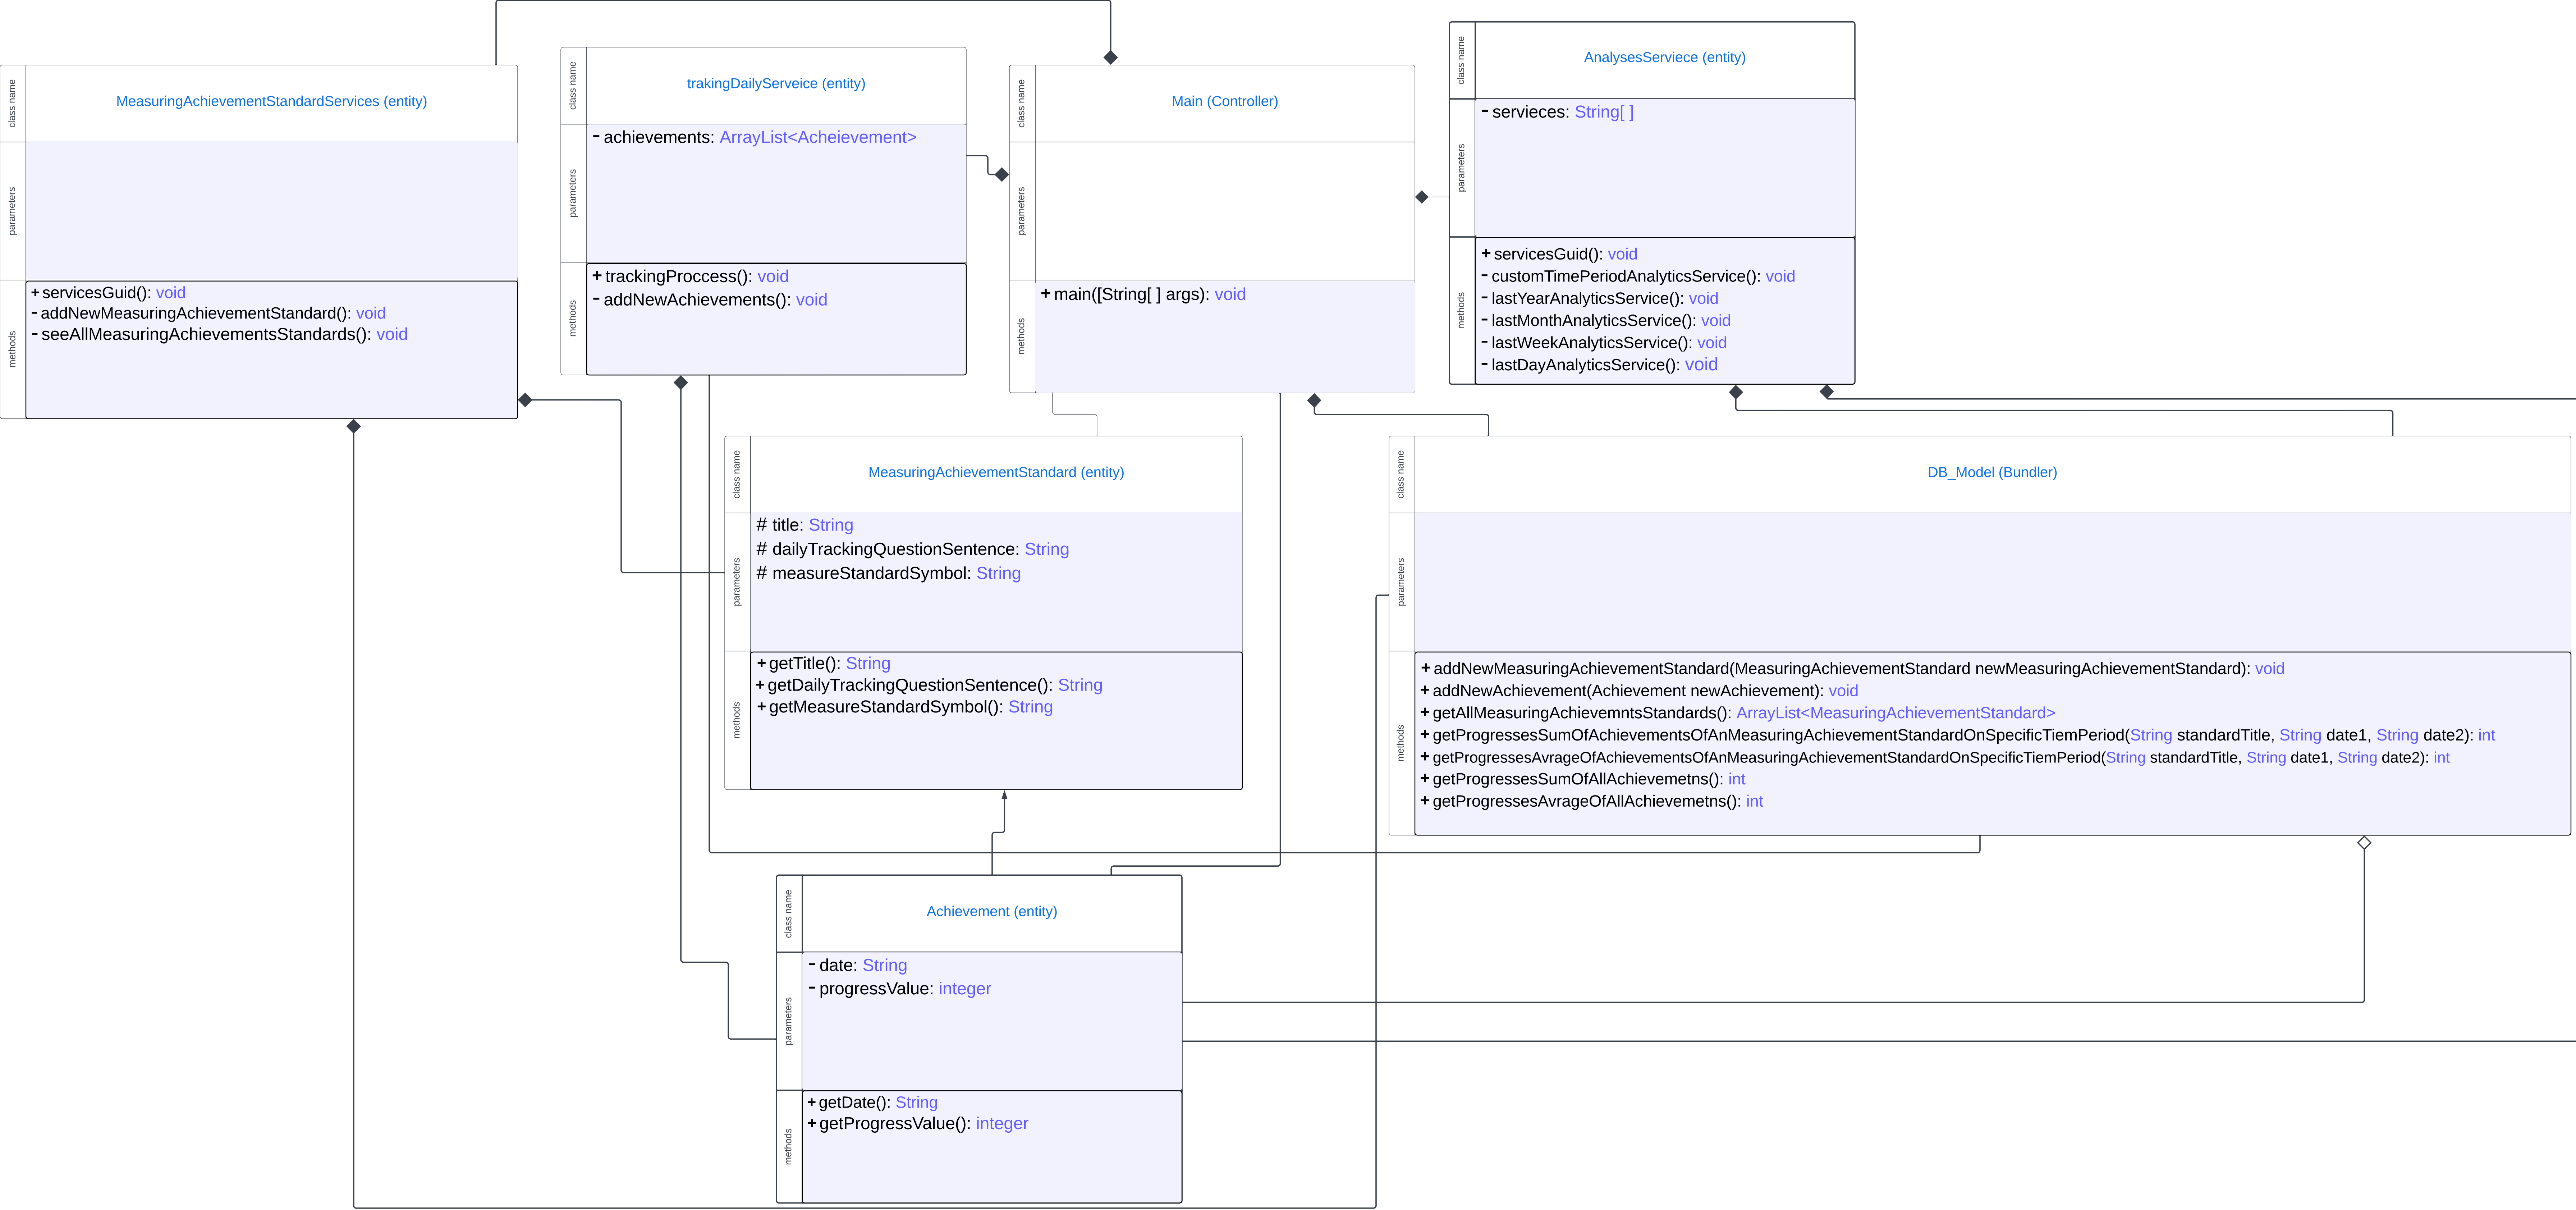 class name
MeasuringAchievementStandardServices (entity)
parameters
methods
+ servicesGuid(): void
- addNewMeasuringAchievementStandard(): void
- seeAllMeasuringAchievementsStandards(): void
class name
trakingDailyServeice (entity)
parameters
- achievements: ArrayList<Acheievement>
methods
+ trackingProccess(): void
- addNewAchievements(): void
class name
Main (Controller)
parameters
methods
+ main([String[ ] args): void
class name
AnalysesServiece (entity)
parameters
- servieces: String[ ]
methods
+ servicesGuid(): void
- customTimePeriodAnalyticsService(): void
- lastYearAnalyticsService(): void
- lastMonthAnalyticsService(): void
- lastWeekAnalyticsService(): void
- lastDayAnalyticsService(): void
class name
MeasuringAchievementStandard (entity)
parameters
# title: String
# dailyTrackingQuestionSentence: String
# measureStandardSymbol: String
methods
+ getTitle(): String
+ getDailyTrackingQuestionSentence(): String
+ getMeasureStandardSymbol(): String
class name
DB_Model (Bundler)
parameters
methods
+ addNewMeasuringAchievementStandard(MeasuringAchievementStandard newMeasuringAchievementStandard): void
+ addNewAchievement(Achievement newAchievement): void
+ getAllMeasuringAchievemntsStandards(): ArrayList<MeasuringAchievementStandard>
+ getProgressesSumOfAchievementsOfAnMeasuringAchievementStandardOnSpecificTiemPeriod(String standardTitle, String date1, String date2): int
+ getProgressesAvrageOfAchievementsOfAnMeasuringAchievementStandardOnSpecificTiemPeriod(String standardTitle, String date1, String date2): int
+ getProgressesSumOfAllAchievemetns(): int
+ getProgressesAvrageOfAllAchievemetns(): int
class name
Achievement (entity)
parameters
- date: String
- progressValue: integer
methods
+ getDate(): String
+ getProgressValue(): integer